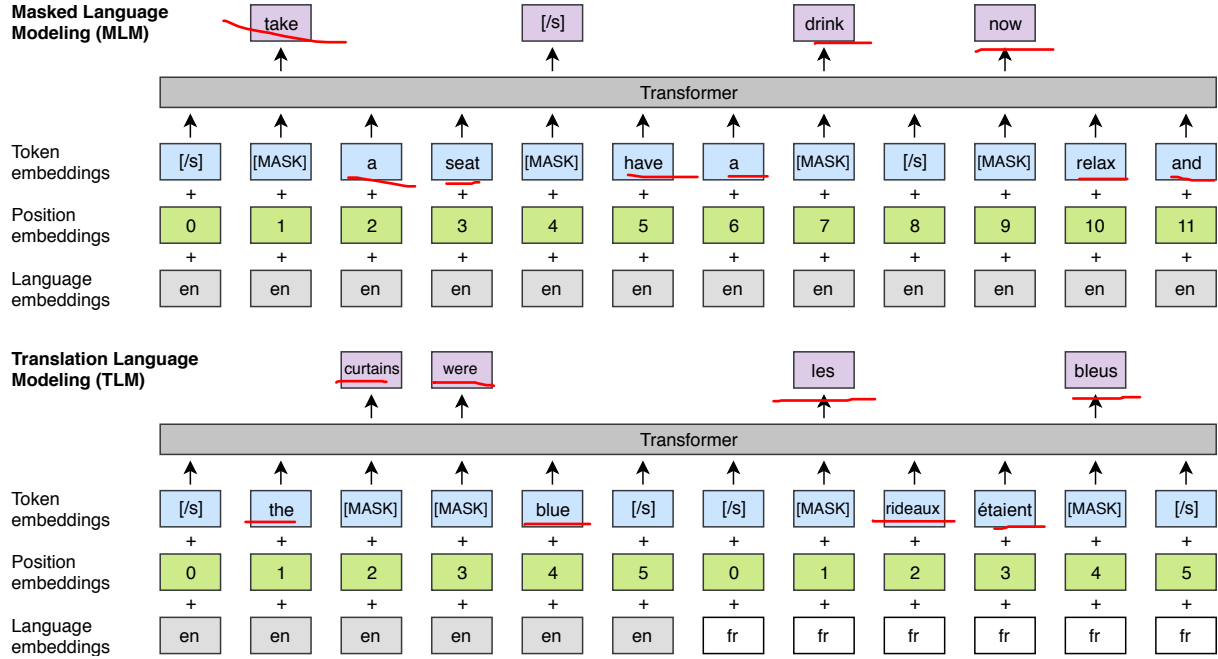 Masked Language
Modeling (MLM)
take [/s] drink now
Transformer
Token
embeddings
[/s] [MASK] a seat [MASK] have a [MASK] [/s] [MASK] relax and
+ + + + + + + + + + + +
Position
embeddings
0 1 2 3 4 5 6 7 8 9 10 11
+ + + + + + + + + + + +
Language
embeddings
en en en en en en en en en en en en
Translation Language
Modeling (TLM)
curtains were les bleus
Transformer
Token
embeddings
[/s] the [MASK] [MASK] blue [/s] [/s] [MASK] rideaux étaient [MASK] [/s]
+ + + + + + + + + + + +
Position
embeddings
0 1 2 3 4 5 0 1 2 3 4 5
+ + + + + + + + + + + +
Language
embeddings
en en en en en en fr fr fr fr fr fr